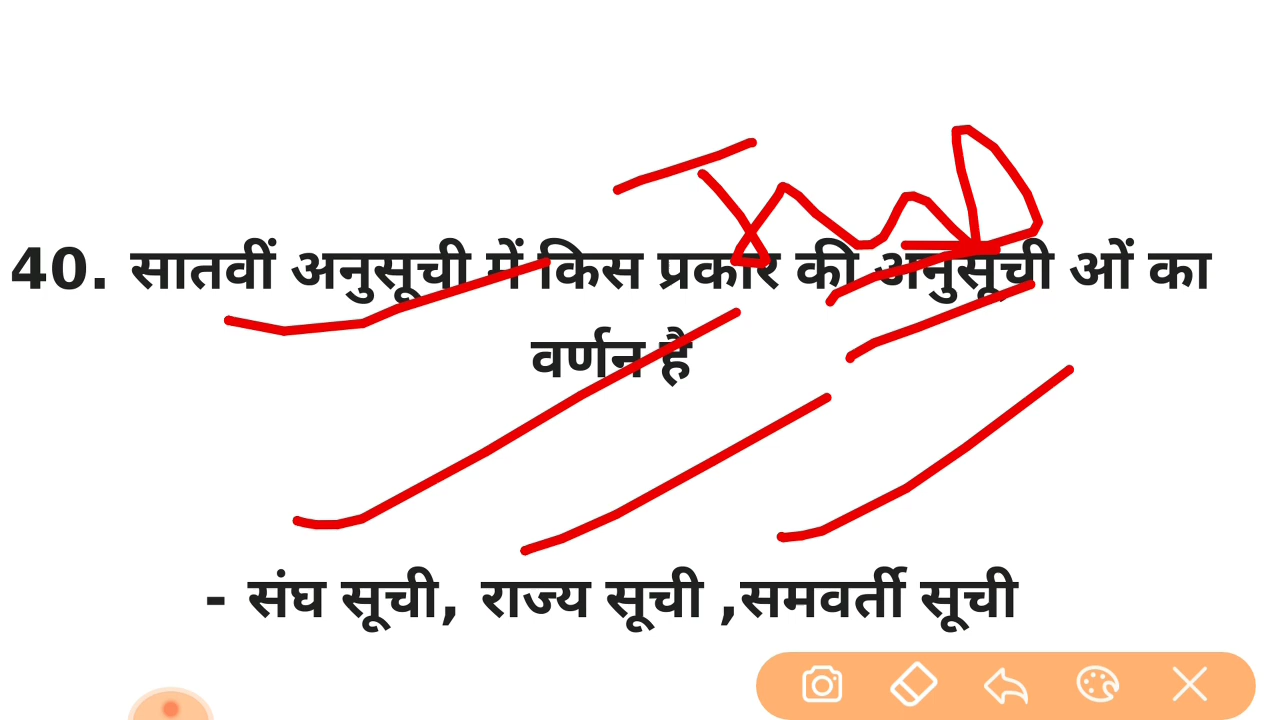 40. सातवीं अनुसूची में किस प्रकार की अनुसूची ओं का
वर्णन है
- संघ सूची, राज्य सूची ,समवर्ती सूची